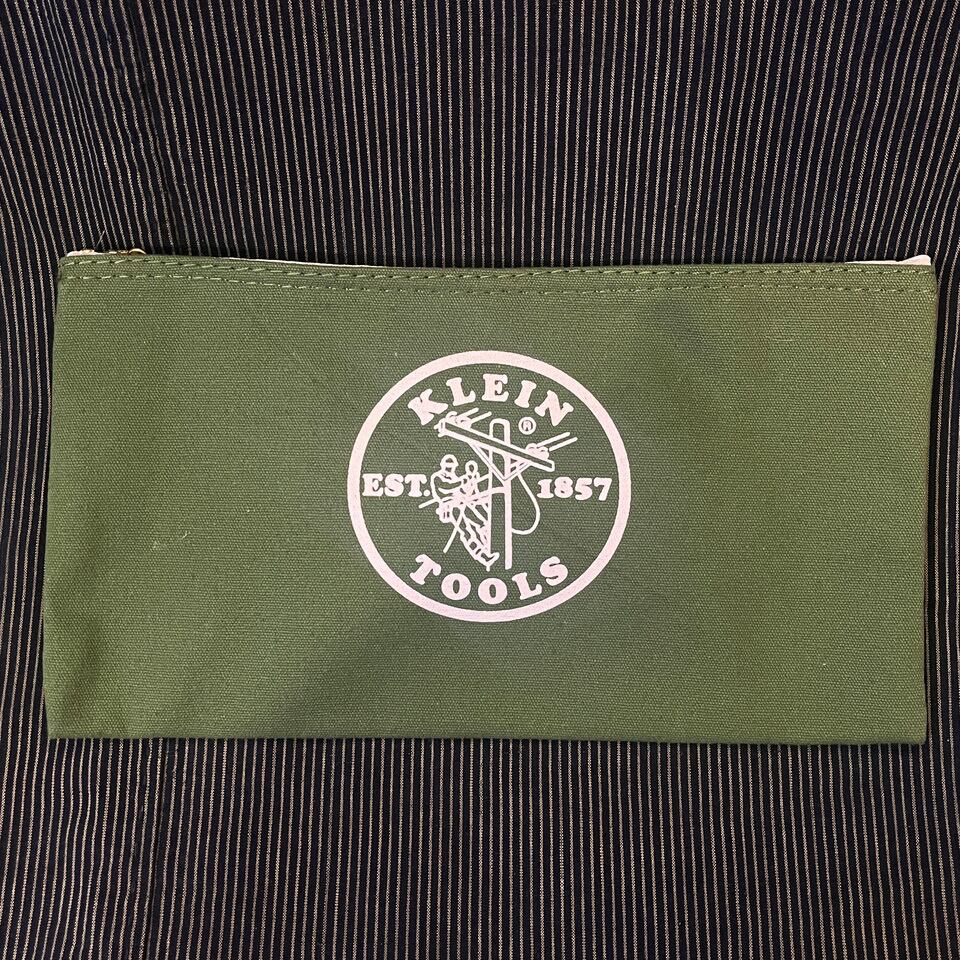 KLEIN
®
EST. 1857
TOOLS